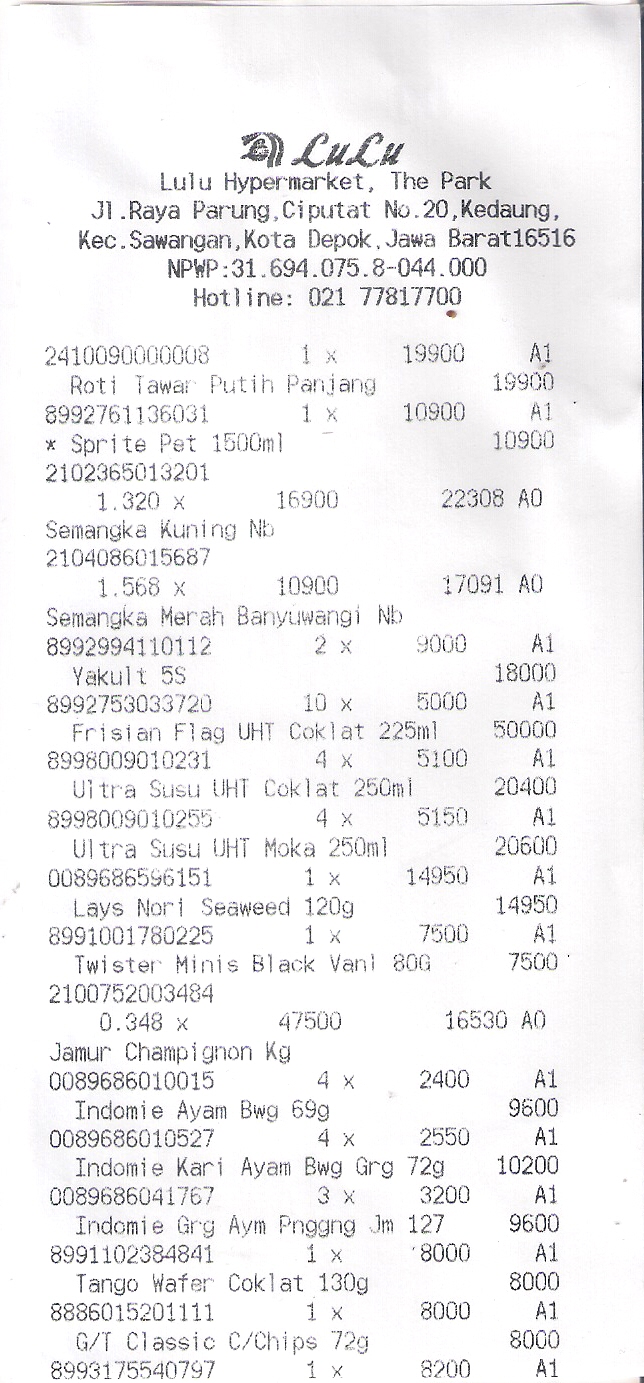 LuLu
Lulu Hypermarket, The Park
Jl.Raya Parung,Ciputat No.20,Kedaung,
Kec.Sawangan,Kota Depok,Jawa Barat16516
NPWP:31.694.075.8-044.000
Hotline: 021 77817700
2410090000008 1 x 19900 A1
Roti Tawar Putih Panjang 19900
8992761136031 1 x 10900 A1
* Sprite Pet 1500ml 10900
2102365013201
1.320 x 16900 22308 A0
Semangka Kuning Nb
2104086015687
1.568 x 10900 17091 A0
Semangka Merah Banyuwangi Nb
8992994110112 2 x 9000 A1
Yakult 5S 18000
8992753033720 10 x 5000 A1
Frisian Flag UHT Coklat 225ml 50000
8998009010231 4 x 5100 A1
Ultra Susu UHT Coklat 250ml 20400
8998009010255 4 x 5150 A1
Ultra Susu UHT Moka 250ml 20600
0089686596151 1 x 14950 A1
Lays Nori Seaweed 120g 14950
8991001780225 1 x 7500 A1
Twister Minis Black Vanl 80G 7500
2100752003484
0.348 x 47500 16530 A0
Jamur Champignon Kg
0089686010015 4 x 2400 A1
Indomie Ayam Bwg 69g 9600
0089686010527 4 x 2550 A1
Indomie Kari Ayam Bwg Grg 72g 10200
0089686041767 3 x 3200 A1
Indomie Grg Aym Pnggng Jm 127 9600
8991102384841 1 x 8000 A1
Tango Wafer Coklat 130g 8000
8886015201111 1 x 8000 A1
G/T Classic C/Chips 72g 8000
8993175540797 1 x 8200 A1